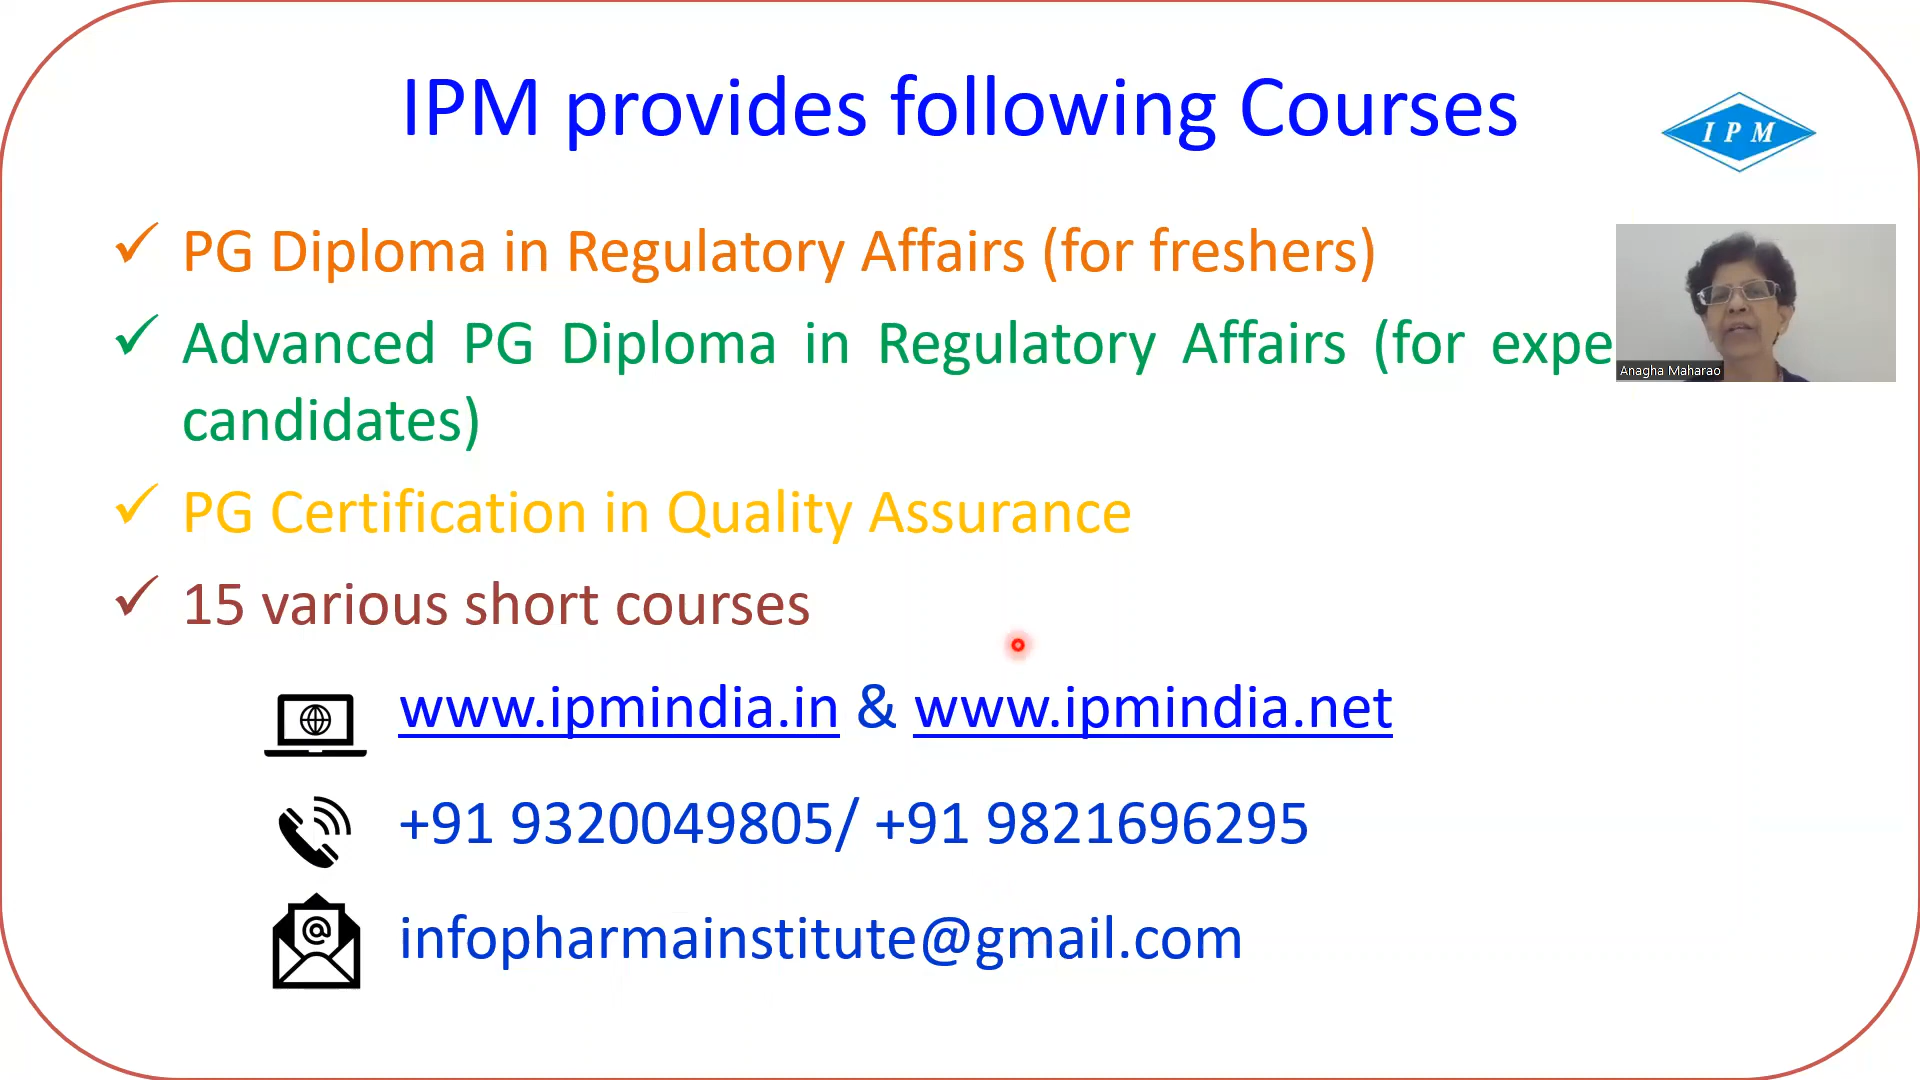 IPM provides following Courses
I P M
✓ PG Diploma in Regulatory Affairs (for freshers)
✓ Advanced PG Diploma in Regulatory Affairs (for expe
candidates)
Anagha Maharao
✓ PG Certification in Quality Assurance
✓ 15 various short courses
www.ipmindia.in & www.ipmindia.net
+91 9320049805/ +91 9821696295
infopharmainstitute@gmail.com